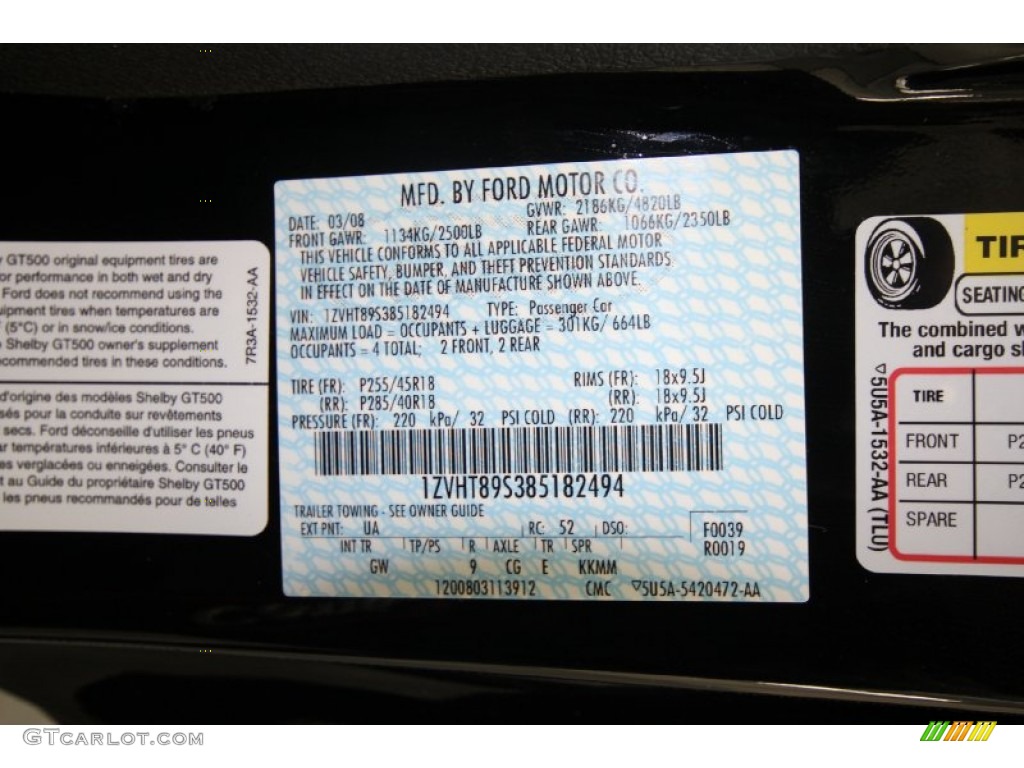 y GT500 original equipment tires are
or performance in both wet and dry
Ford does not recommend using the
uipment tires when temperatures are
(5°C) or in snow/ice conditions.
Shelby GT500 owner's supplement
commended tires in these conditions.
7R3A-1532-AA
d'origine des modèles Shelby GT500
sés pour la conduite sur revêtements
secs. Ford déconseille d'utiliser les pneus
ar températures inférieures à 5° C (40° F)
es verglacées ou enneigées. Consulter le
t au Guide du propriétaire Shelby GT500
les pneus recommandés pour de telles
MFD. BY FORD MOTOR CO.
DATE: 03/08 GVWR: 2186KG/4820LB
FRONT GAWR: 1134KG/2500LB REAR GAWR: 1066KG/2350LB
THIS VEHICLE CONFORMS TO ALL APPLICABLE FEDERAL MOTOR
VEHICLE SAFETY, BUMPER, AND THEFT PREVENTION STANDARDS
IN EFFECT ON THE DATE OF MANUFACTURE SHOWN ABOVE.
VIN: 1ZVHT89S385182494 TYPE: Passenger Car
MAXIMUM LOAD = OCCUPANTS + LUGGAGE = 301KG/ 664LB
OCCUPANTS = 4 TOTAL; 2 FRONT, 2 REAR
TIRE (FR): P255/45R18 RIMS (FR): 18x9.5J
(RR): P285/40R18 (RR): 18x9.5J
PRESSURE (FR): 220 kPa/ 32 PSI COLD (RR): 220 kPa/ 32 PSI COLD
1ZVHT89S385182494
TRAILER TOWING - SEE OWNER GUIDE
EXT PNT: UA RC: 52 DSO: F0039
INT TR TP/PS R AXLE TR SPR R0019
GW 9 CG E KKMM
1200803113912 CMC ▽5U5A-5420472-AA
TIR
SEATING
The combined w
and cargo sh
▽5U5A-1532-AA (TLU)
TIRE
FRONT P2
REAR P2
SPARE
GTCarlot.com